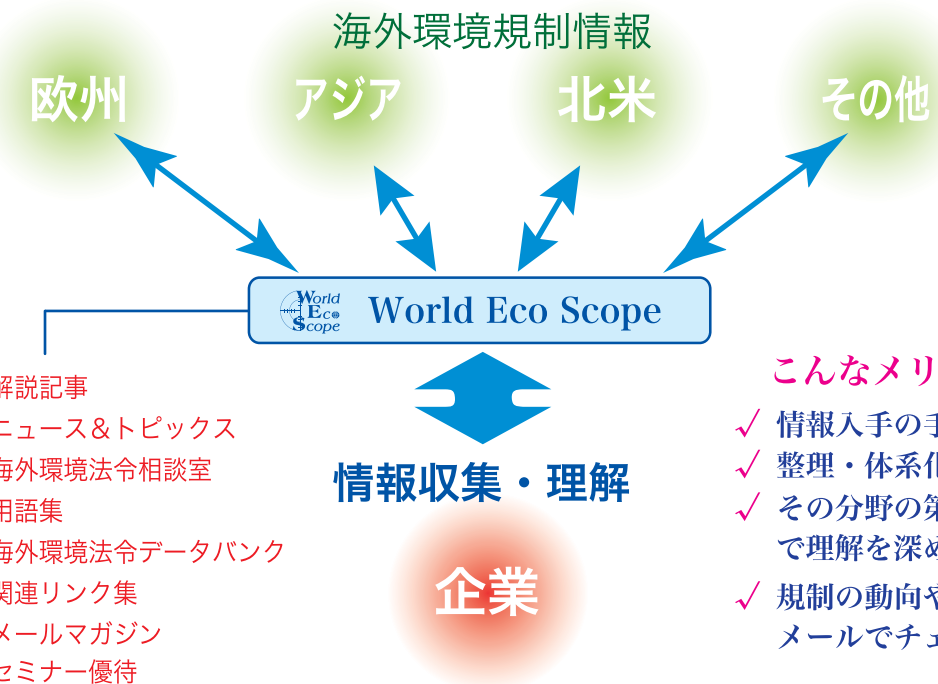 海外環境規制情報
欧州 アジア 北米 その他
World
Eco
Scope
World Eco Scope
解説記事
ニュース＆トピックス
海外環境法令相談室
用語集
海外環境法令データバンク
関連リンク集
メールマガジン
セミナー優待
情報収集・理解
企業
こんなメリ
情報入手の手
整理・体系化
その分野の第
で理解を深め
規制の動向や
メールでチェ